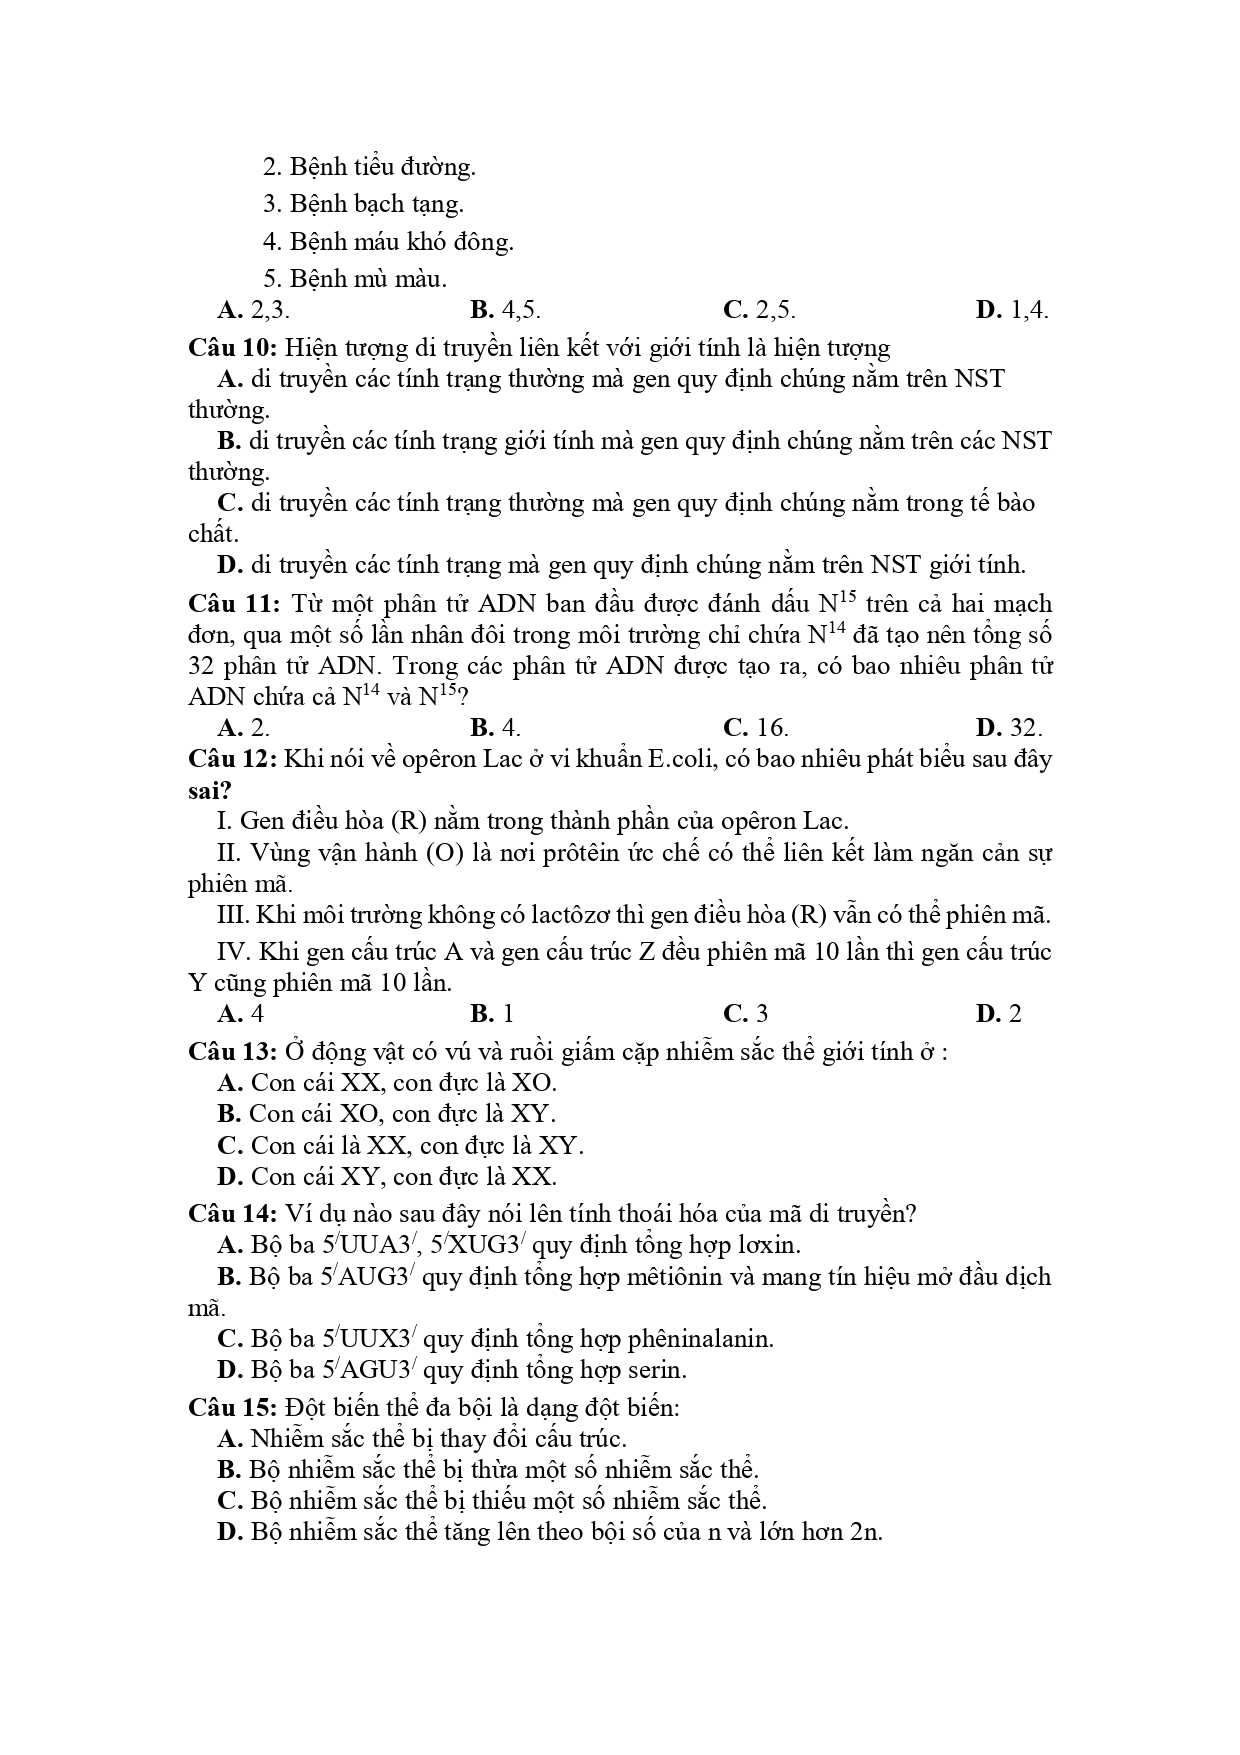 2. Bệnh tiểu đường.
3. Bệnh bạch tạng.
4. Bệnh máu khó đông.
5. Bệnh mù màu.
A. 2,3. B. 4,5. C. 2,5. D. 1,4.
Câu 10: Hiện tượng di truyền liên kết với giới tính là hiện tượng
A. di truyền các tính trạng thường mà gen quy định chúng nằm trên NST
thường.
B. di truyền các tính trạng giới tính mà gen quy định chúng nằm trên các NST
thường.
C. di truyền các tính trạng thường mà gen quy định chúng nằm trong tế bào
chất.
D. di truyền các tính trạng mà gen quy định chúng nằm trên NST giới tính.
Câu 11: Từ một phân tử ADN ban đầu được đánh dấu N¹⁵ trên cả hai mạch
đơn, qua một số lần nhân đôi trong môi trường chỉ chứa N¹⁴ đã tạo nên tổng số
32 phân tử ADN. Trong các phân tử ADN được tạo ra, có bao nhiêu phân tử
ADN chứa cả N¹⁴ và N¹⁵?
A. 2. B. 4. C. 16. D. 32.
Câu 12: Khi nói về opêron Lac ở vi khuẩn E.coli, có bao nhiêu phát biểu sau đây
sai?
I. Gen điều hòa (R) nằm trong thành phần của opêron Lac.
II. Vùng vận hành (O) là nơi prôtêin ức chế có thể liên kết làm ngăn cản sự
phiên mã.
III. Khi môi trường không có lactôzơ thì gen điều hòa (R) vẫn có thể phiên mã.
IV. Khi gen cấu trúc A và gen cấu trúc Z đều phiên mã 10 lần thì gen cấu trúc
Y cũng phiên mã 10 lần.
A. 4 B. 1 C. 3 D. 2
Câu 13: Ở động vật có vú và ruồi giấm cặp nhiễm sắc thể giới tính ở :
A. Con cái XX, con đực là XO.
B. Con cái XO, con đực là XY.
C. Con cái là XX, con đực là XY.
D. Con cái XY, con đực là XX.
Câu 14: Ví dụ nào sau đây nói lên tính thoái hóa của mã di truyền?
A. Bộ ba 5/UUA3/, 5/XUG3/ quy định tổng hợp lơxin.
B. Bộ ba 5/AUG3/ quy định tổng hợp mêtiônin và mang tín hiệu mở đầu dịch
mã.
C. Bộ ba 5/UUX3/ quy định tổng hợp phêninalanin.
D. Bộ ba 5/AGU3/ quy định tổng hợp serin.
Câu 15: Đột biến thể đa bội là dạng đột biến:
A. Nhiễm sắc thể bị thay đổi cấu trúc.
B. Bộ nhiễm sắc thể bị thừa một số nhiễm sắc thể.
C. Bộ nhiễm sắc thể bị thiếu một số nhiễm sắc thể.
D. Bộ nhiễm sắc thể tăng lên theo bội số của n và lớn hơn 2n.